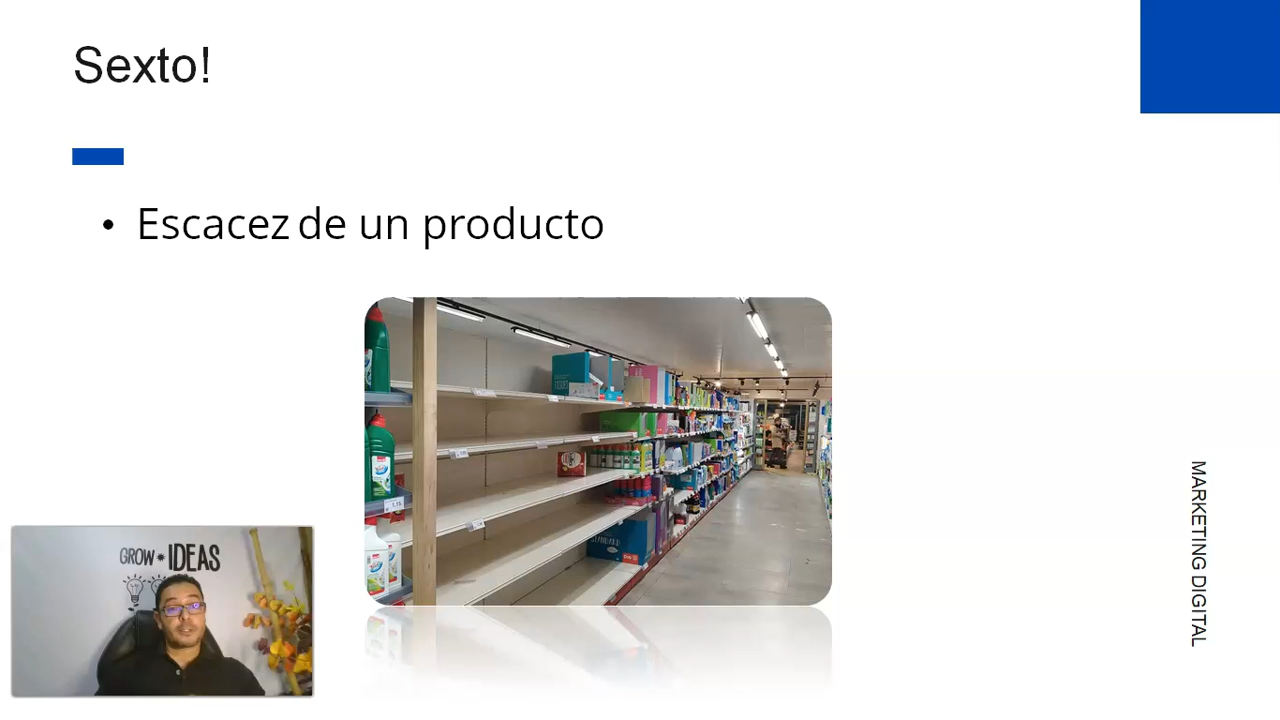 Sexto!
• Escacez de un producto
GROW IDEAS
MARKETING DIGITAL